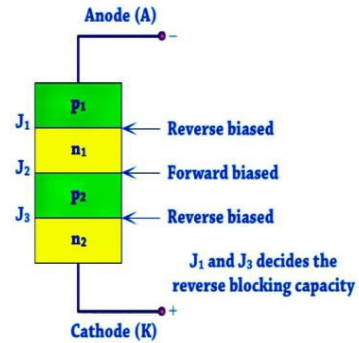 Anode (A)
−
p1
J1
Reverse biased
n1
J2
Forward biased
p2
J3
Reverse biased
n2
J1 and J3 decides the
reverse blocking capacity
+
Cathode (K)